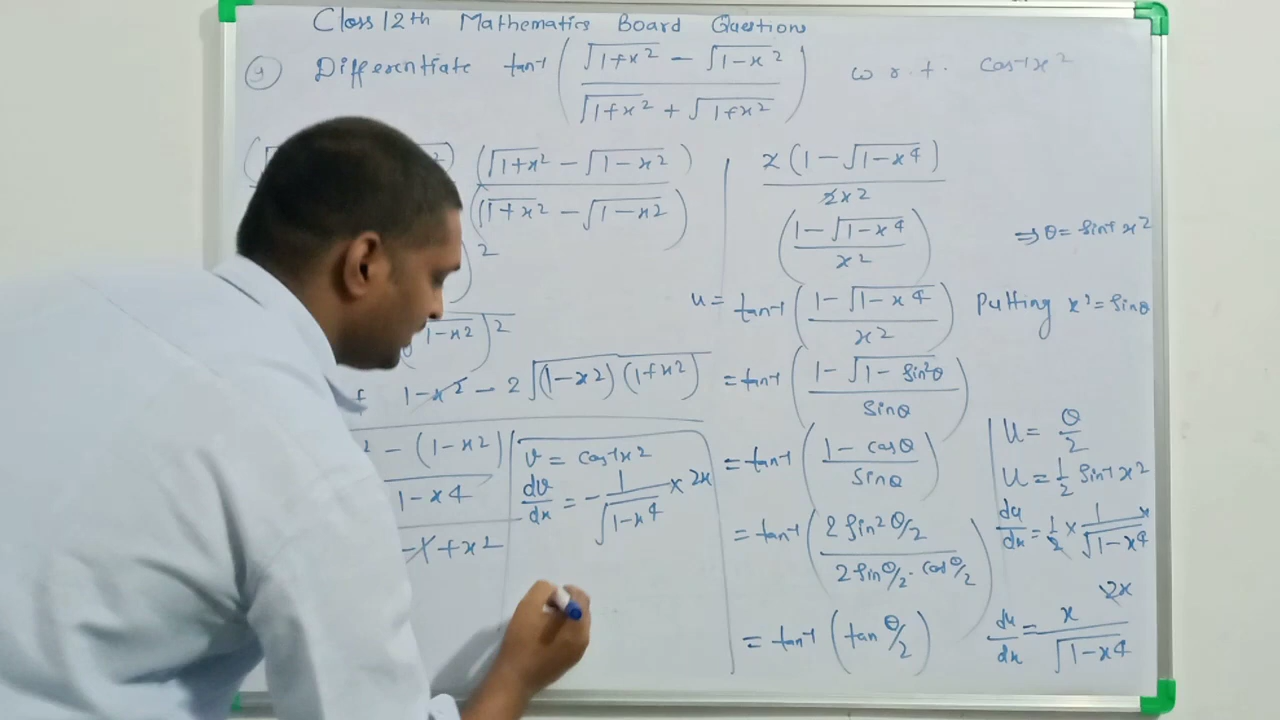 Class 12th Mathematics Board Questions
9 Differentiate tan-1 ( √1+x2 - √1-x2 / √1+x2 + √1+x2 ) w.r.t. cos-1x2
(√1+x2 - √1-x2) / (√1+x2 - √1-x2)
)2
√1-x2)2
1-x2 - 2√(1-x2)(1+x2)
2 - (1-x2)
1-x4
-1+x2
v = cos-1x2
dv/dx = - 1/√1-x4 × 2x
2(1-√1-x4) / 2x2
(1-√1-x4 / x2)
u = tan-1 (1-√1-x4 / x2) Putting x2 = sinθ
⇒ θ = sin-1 x2
= tan-1 (1-√1-sin2θ / sinθ)
= tan-1 (1-cosθ / sinθ)
= tan-1 (2 sin2 θ/2 / 2 sin θ/2 . cos θ/2)
= tan-1 (tan θ/2)
u = θ/2
u = 1/2 sin-1 x2
du/dx = 1/2 × 1/√1-x4 × 2x
du/dx = x/√1-x4